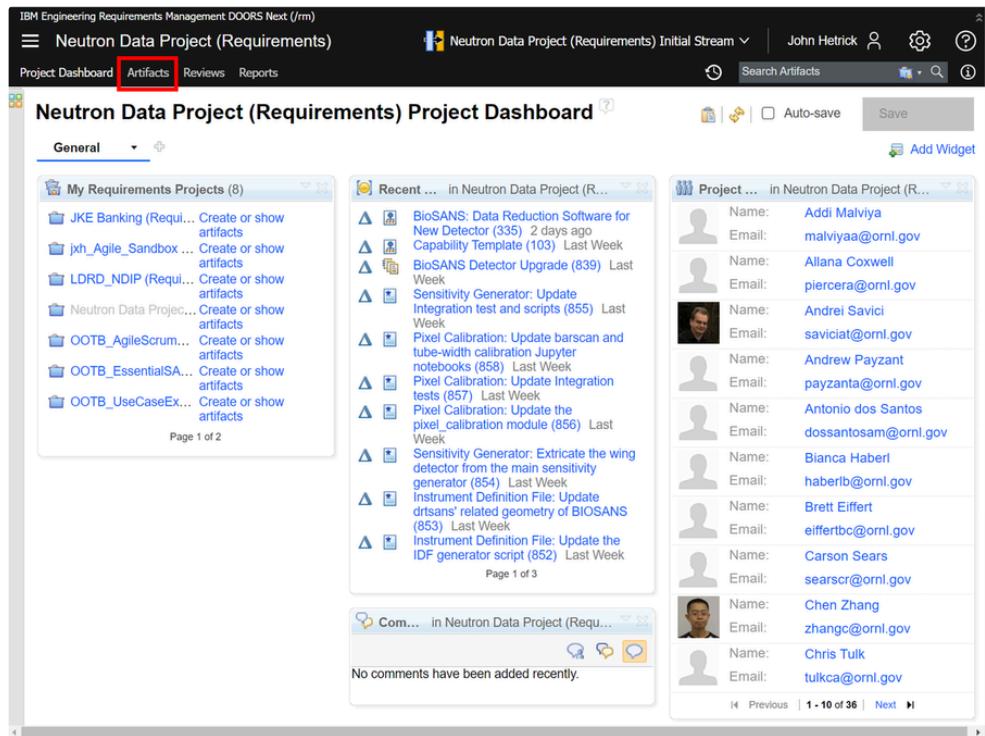 IBM Engineering Requirements Management DOORS Next (/rm)
Neutron Data Project (Requirements)
Neutron Data Project (Requirements) Initial Stream
John Hetrick
Project Dashboard Artifacts Reviews Reports
Search Artifacts
Neutron Data Project (Requirements) Project Dashboard
Auto-save
Save
General
Add Widget
My Requirements Projects (8)
JKE Banking (Requi... Create or show
artifacts
jxh_Agile_Sandbox ... Create or show
artifacts
LDRD_NDIP (Requi... Create or show
artifacts
Neutron Data Projec... Create or show
artifacts
OOTB_AgileScrum... Create or show
artifacts
OOTB_EssentialSA... Create or show
artifacts
OOTB_UseCaseEx... Create or show
artifacts
Page 1 of 2
Recent ... in Neutron Data Project (R...
BioSANS: Data Reduction Software for
New Detector (335) 2 days ago
Capability Template (103) Last Week
BioSANS Detector Upgrade (839) Last
Week
Sensitivity Generator: Update
Integration test and scripts (855) Last
Week
Pixel Calibration: Update barscan and
tube-width calibration Jupyter
notebooks (858) Last Week
Pixel Calibration: Update Integration
tests (857) Last Week
Pixel Calibration: Update the
pixel_calibration module (856) Last
Week
Sensitivity Generator: Extricate the wing
detector from the main sensitivity
generator (854) Last Week
Instrument Definition File: Update
drtsans' related geometry of BIOSANS
(853) Last Week
Instrument Definition File: Update the
IDF generator script (852) Last Week
Page 1 of 3
Com... in Neutron Data Project (Requ...
No comments have been added recently.
Project ... in Neutron Data Project (R...
Name: Addi Malviya
Email: malviyaa@ornl.gov
Name: Allana Coxwell
Email: piercera@ornl.gov
Name: Andrei Savici
Email: saviciat@ornl.gov
Name: Andrew Payzant
Email: payzanta@ornl.gov
Name: Antonio dos Santos
Email: dossantosam@ornl.gov
Name: Bianca Haberl
Email: haberlb@ornl.gov
Name: Brett Eiffert
Email: eiffertbc@ornl.gov
Name: Carson Sears
Email: searscr@ornl.gov
Name: Chen Zhang
Email: zhangc@ornl.gov
Name: Chris Tulk
Email: tulkca@ornl.gov
Previous | 1 - 10 of 36 | Next